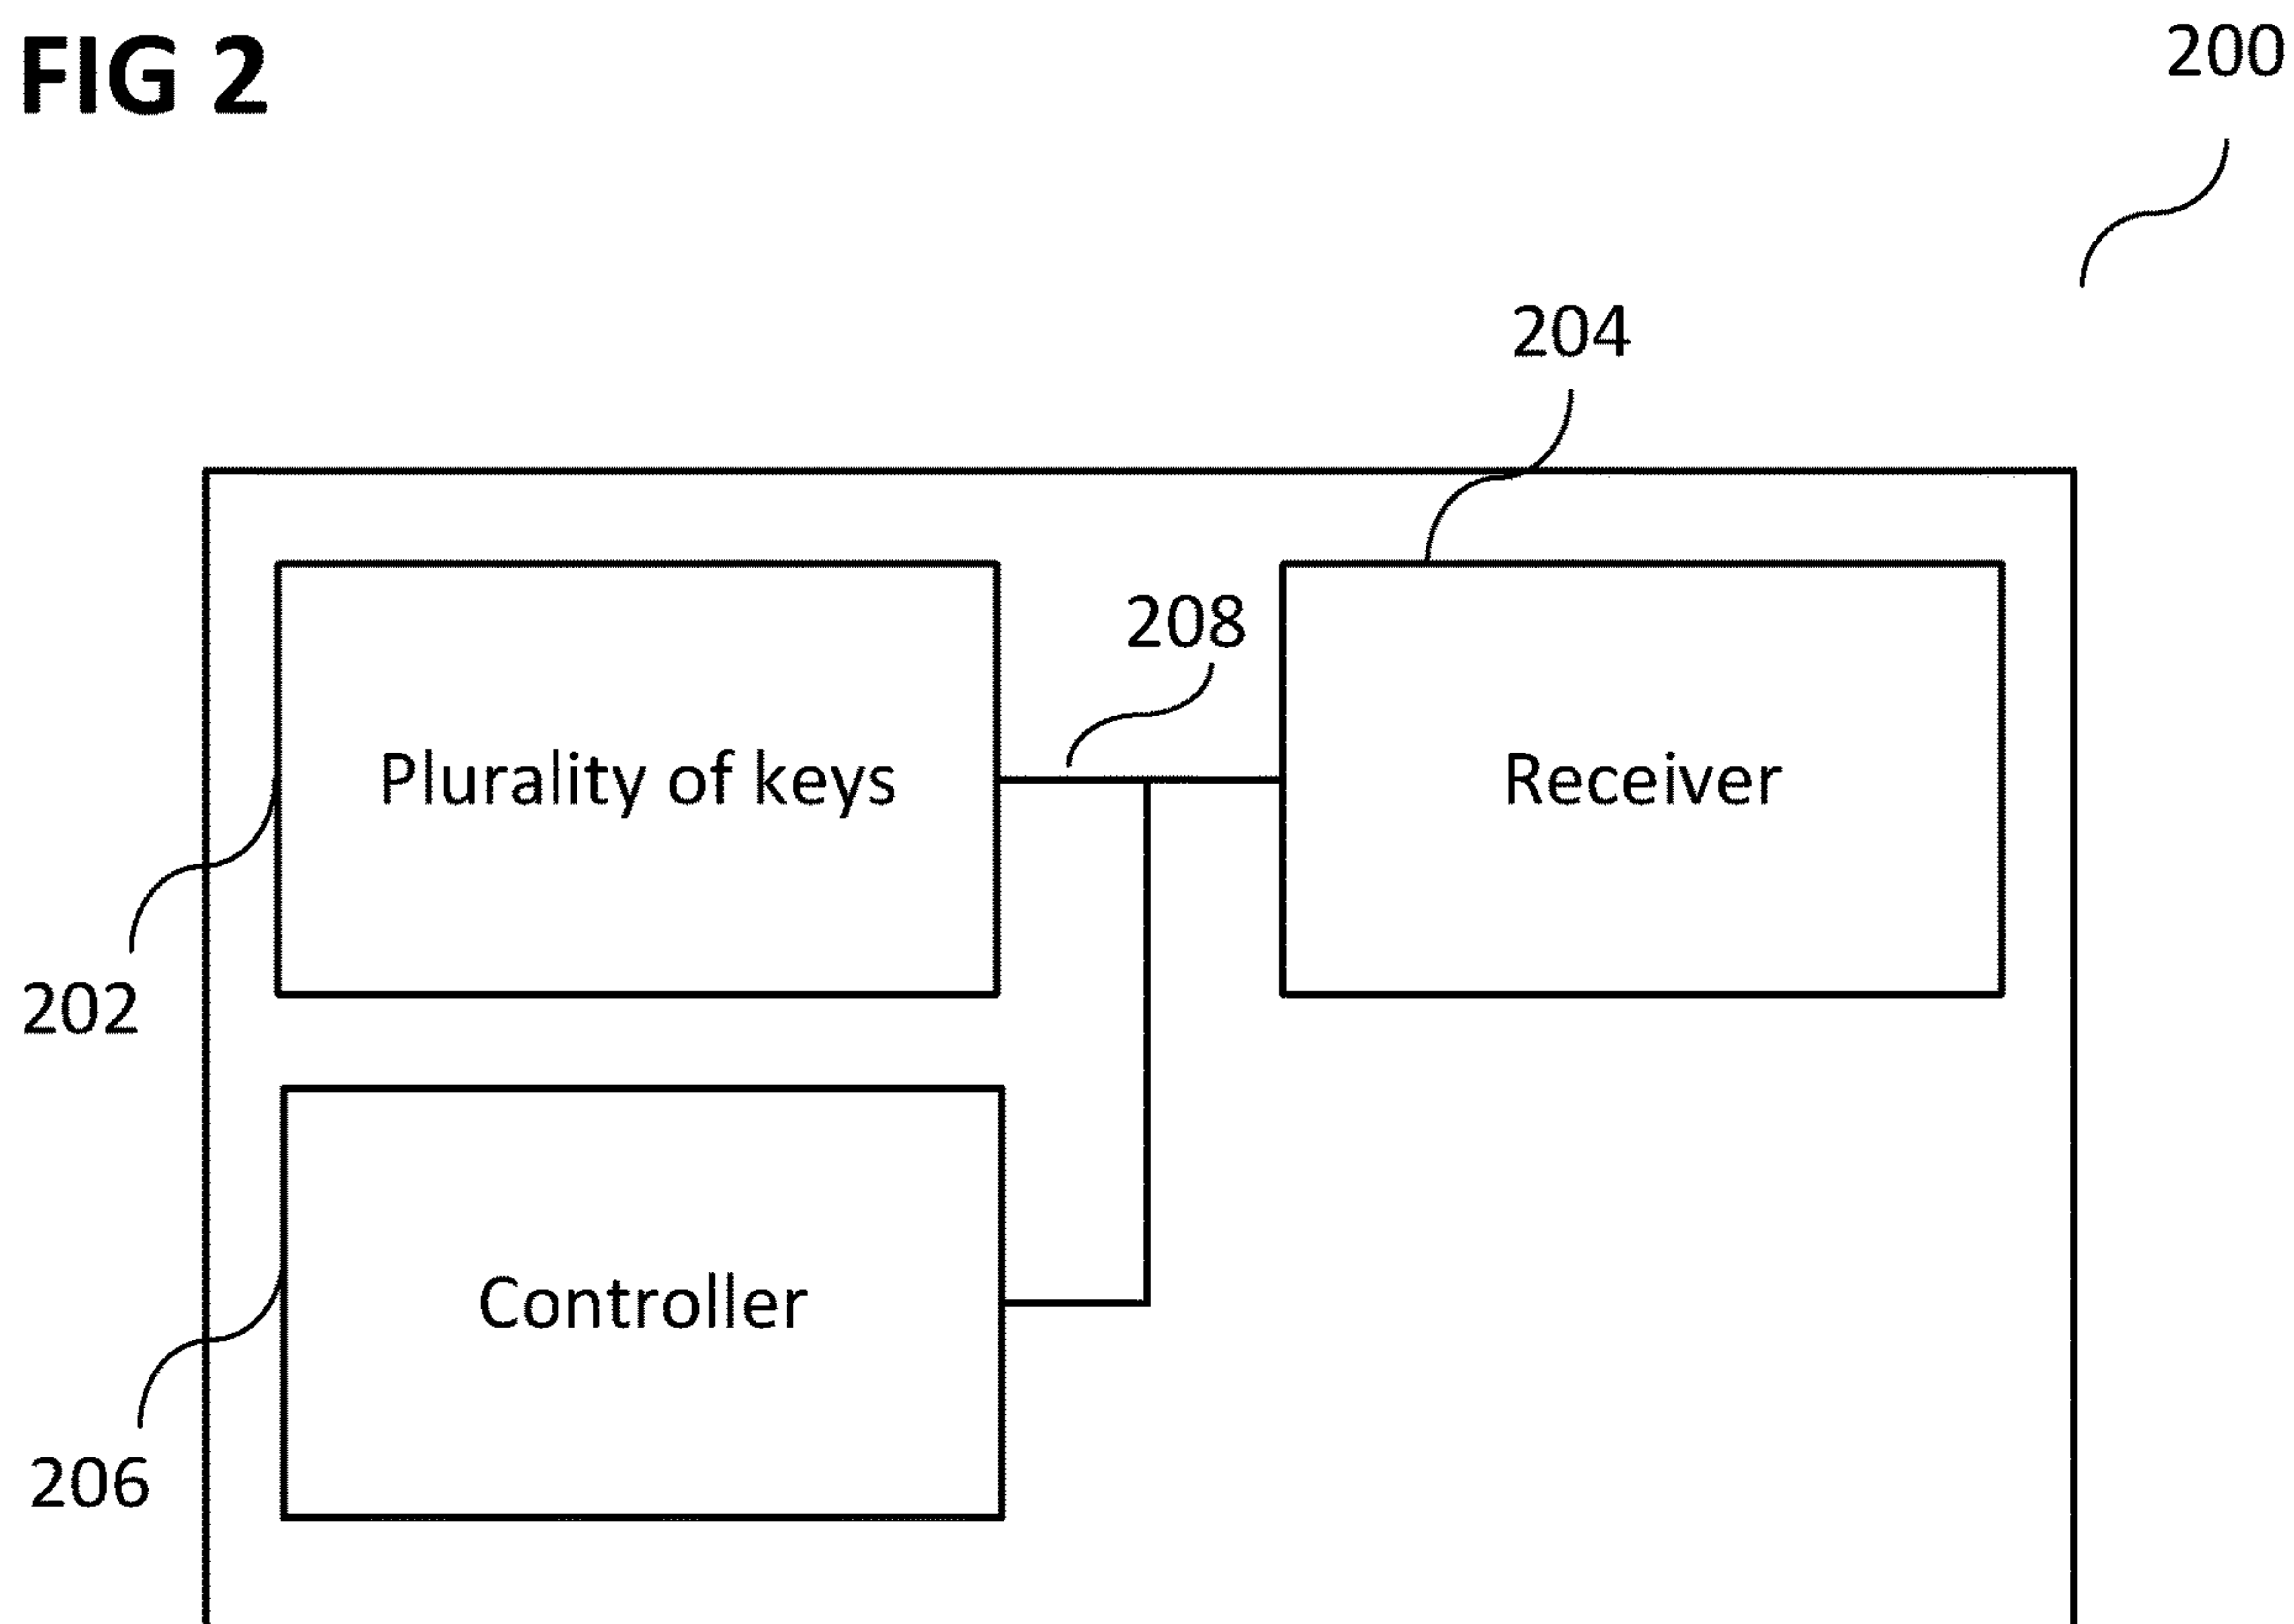 FIG 2
200
204
208
Plurality of keys
Receiver
202
Controller
206